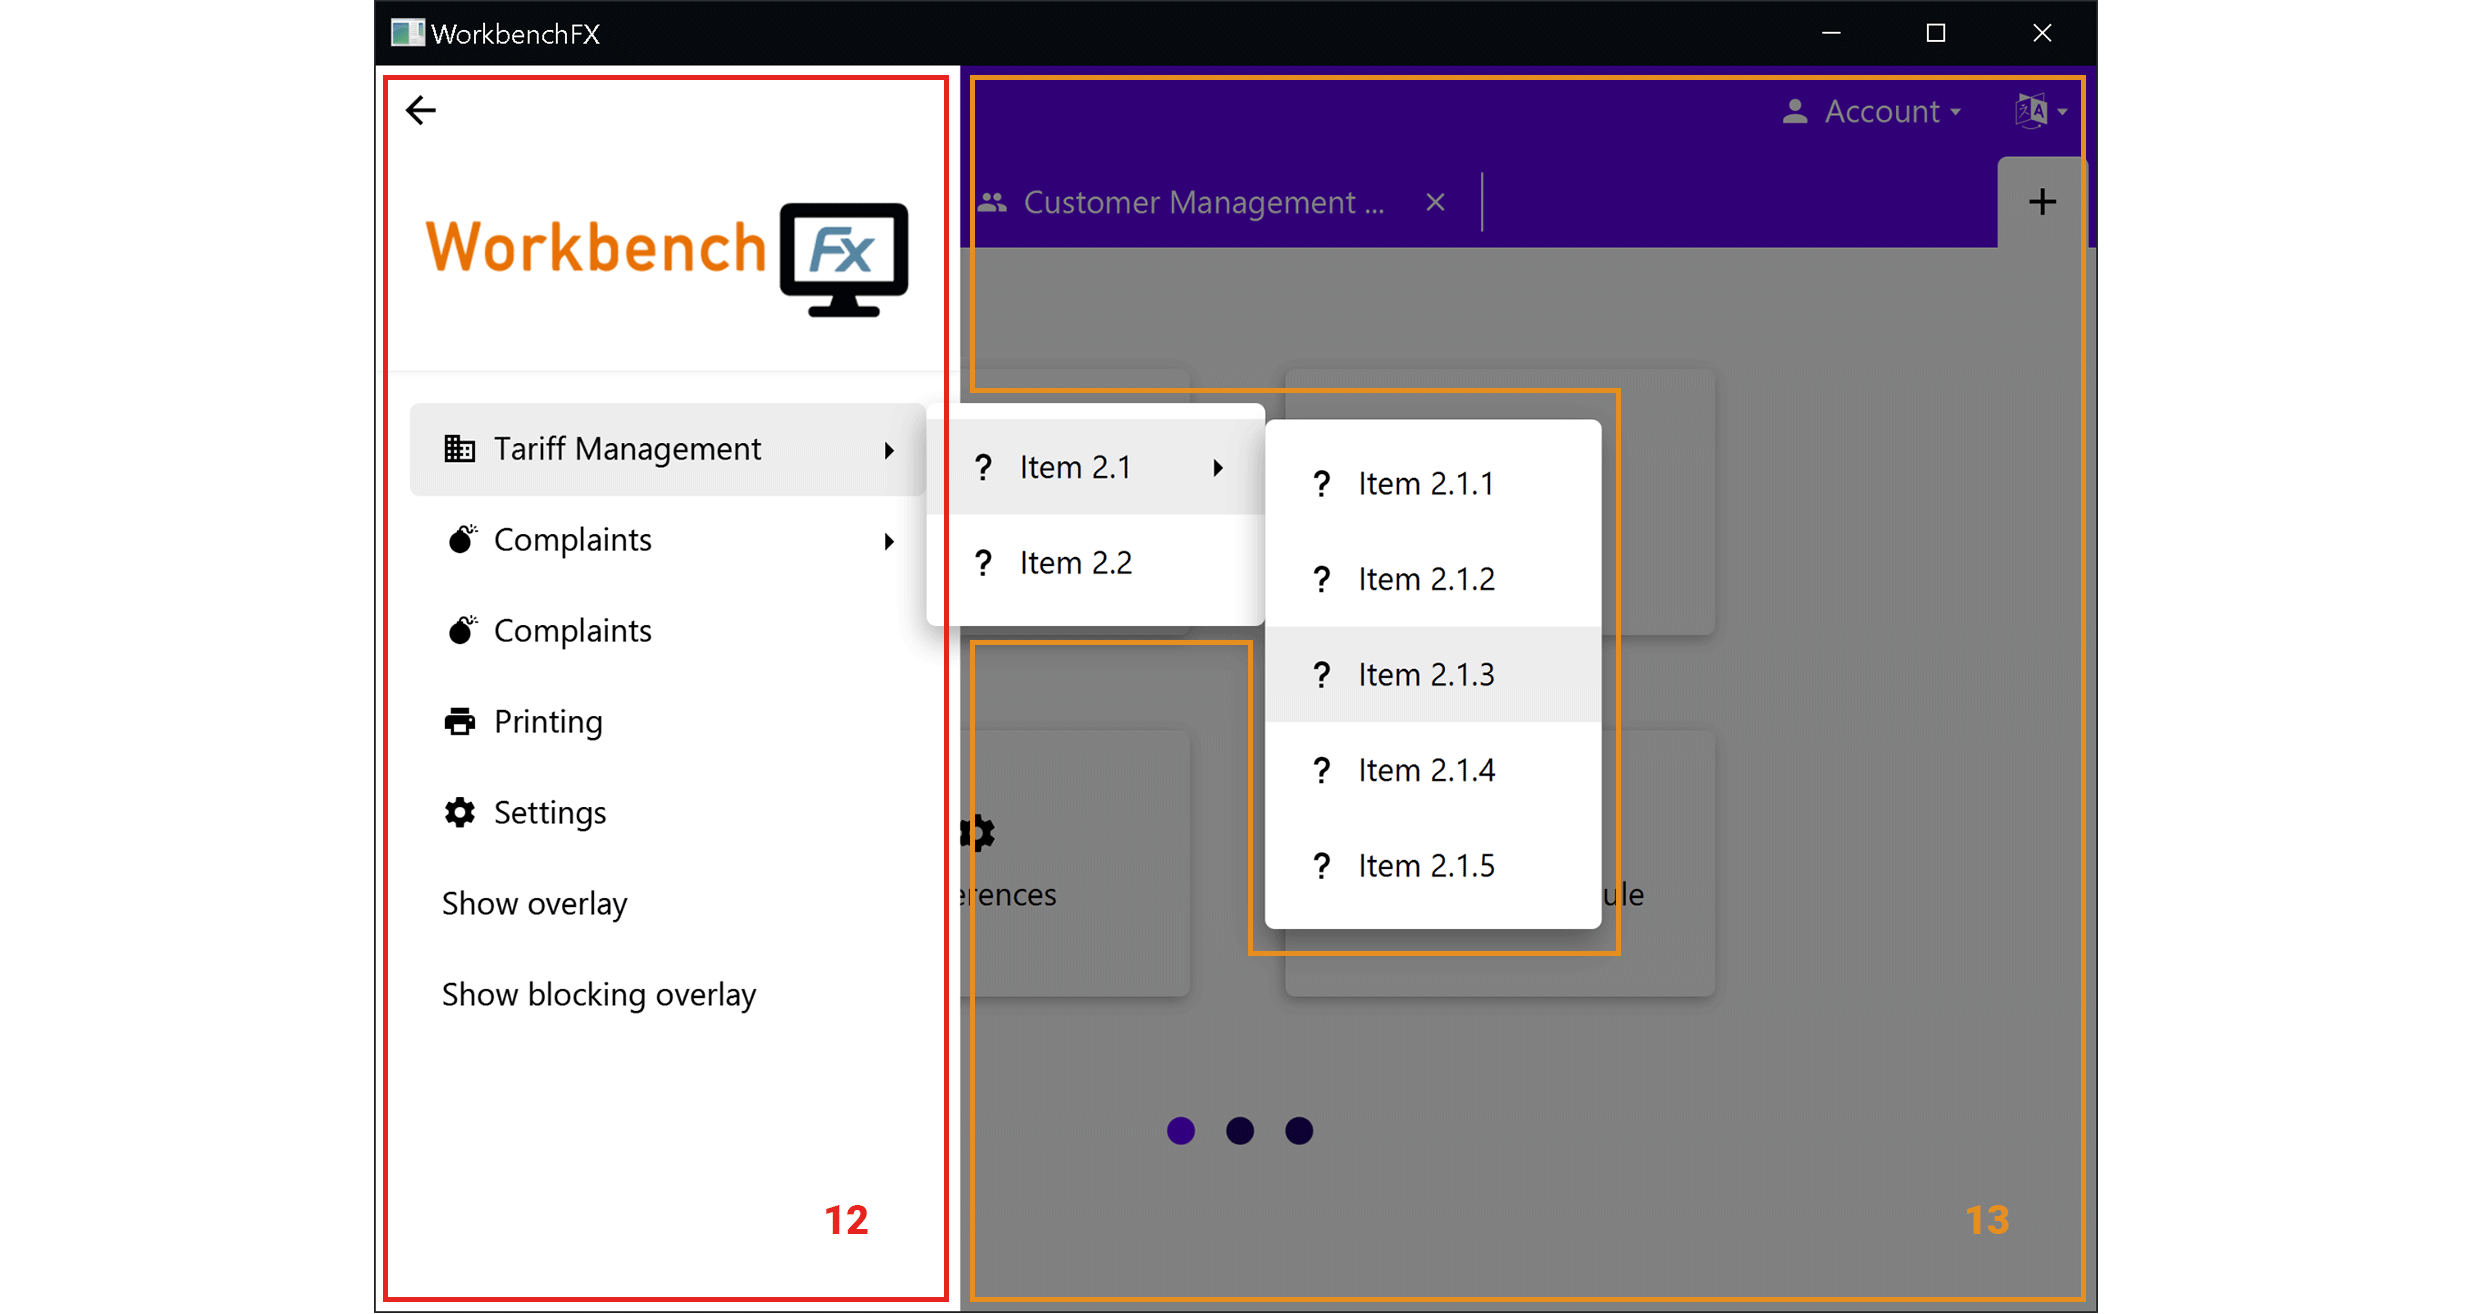 WorkbenchFX
Account
Customer Management ...
Workbench Fx
Tariff Management
Complaints
Complaints
Printing
Settings
Show overlay
Show blocking overlay
Item 2.1
Item 2.2
Item 2.1.1
Item 2.1.2
Item 2.1.3
Item 2.1.4
Item 2.1.5
erences
ule
12
13